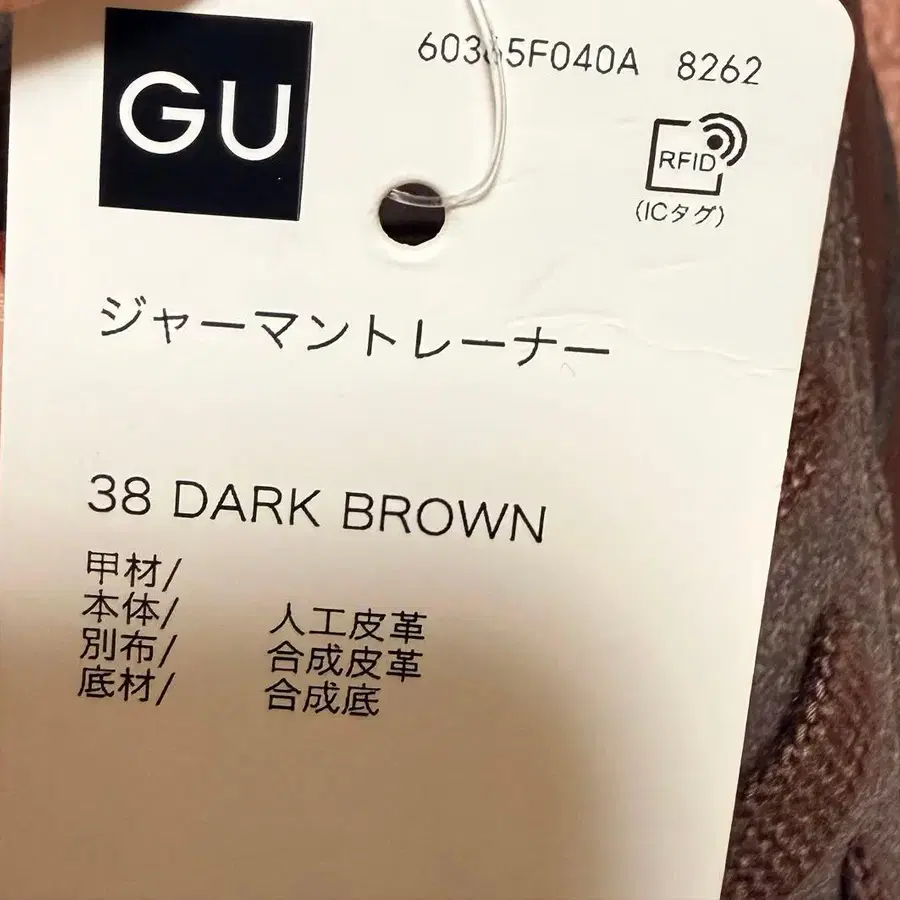 GU
8262
RFID
(ICタグ)
ジャーマントレーナー
38 DARK BROWN
甲材/
本体/ 人工皮革
別布/ 合成皮革
底材/ 合成底